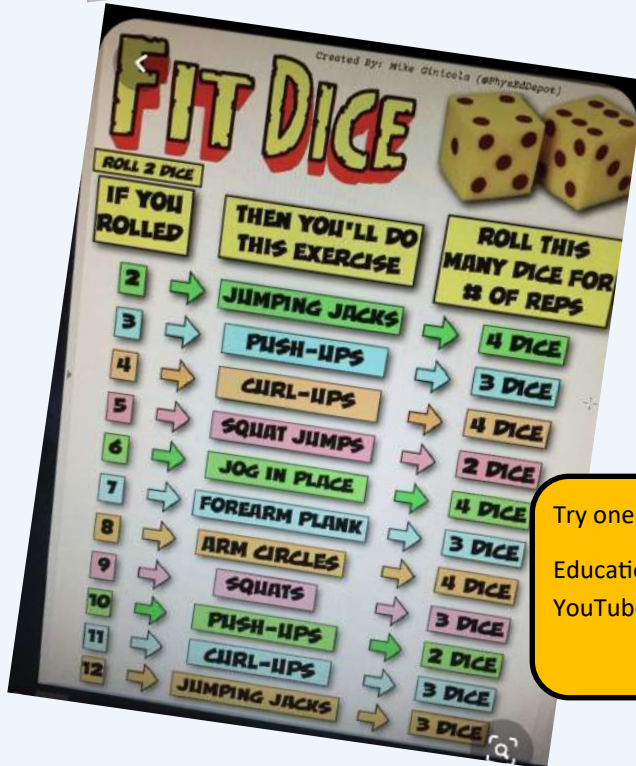 Created By: Mike Ginicola (@PhysEdDepot)
FIT DICE
ROLL 2 DICE
IF YOU
ROLLED
THEN YOU'LL DO
THIS EXERCISE
ROLL THIS
MANY DICE FOR
# OF REPS
2 JUMPING JACKS 4 DICE
3 PUSH-UPS 3 DICE
4 CURL-UPS 4 DICE
5 SQUAT JUMPS 2 DICE
6 JOG IN PLACE 4 DICE
7 FOREARM PLANK 3 DICE
8 ARM CIRCLES 4 DICE
9 SQUATS 3 DICE
10 PUSH-UPS 2 DICE
11 CURL-UPS 3 DICE
12 JUMPING JACKS 3 DICE
Try one
Educatio
YouTub